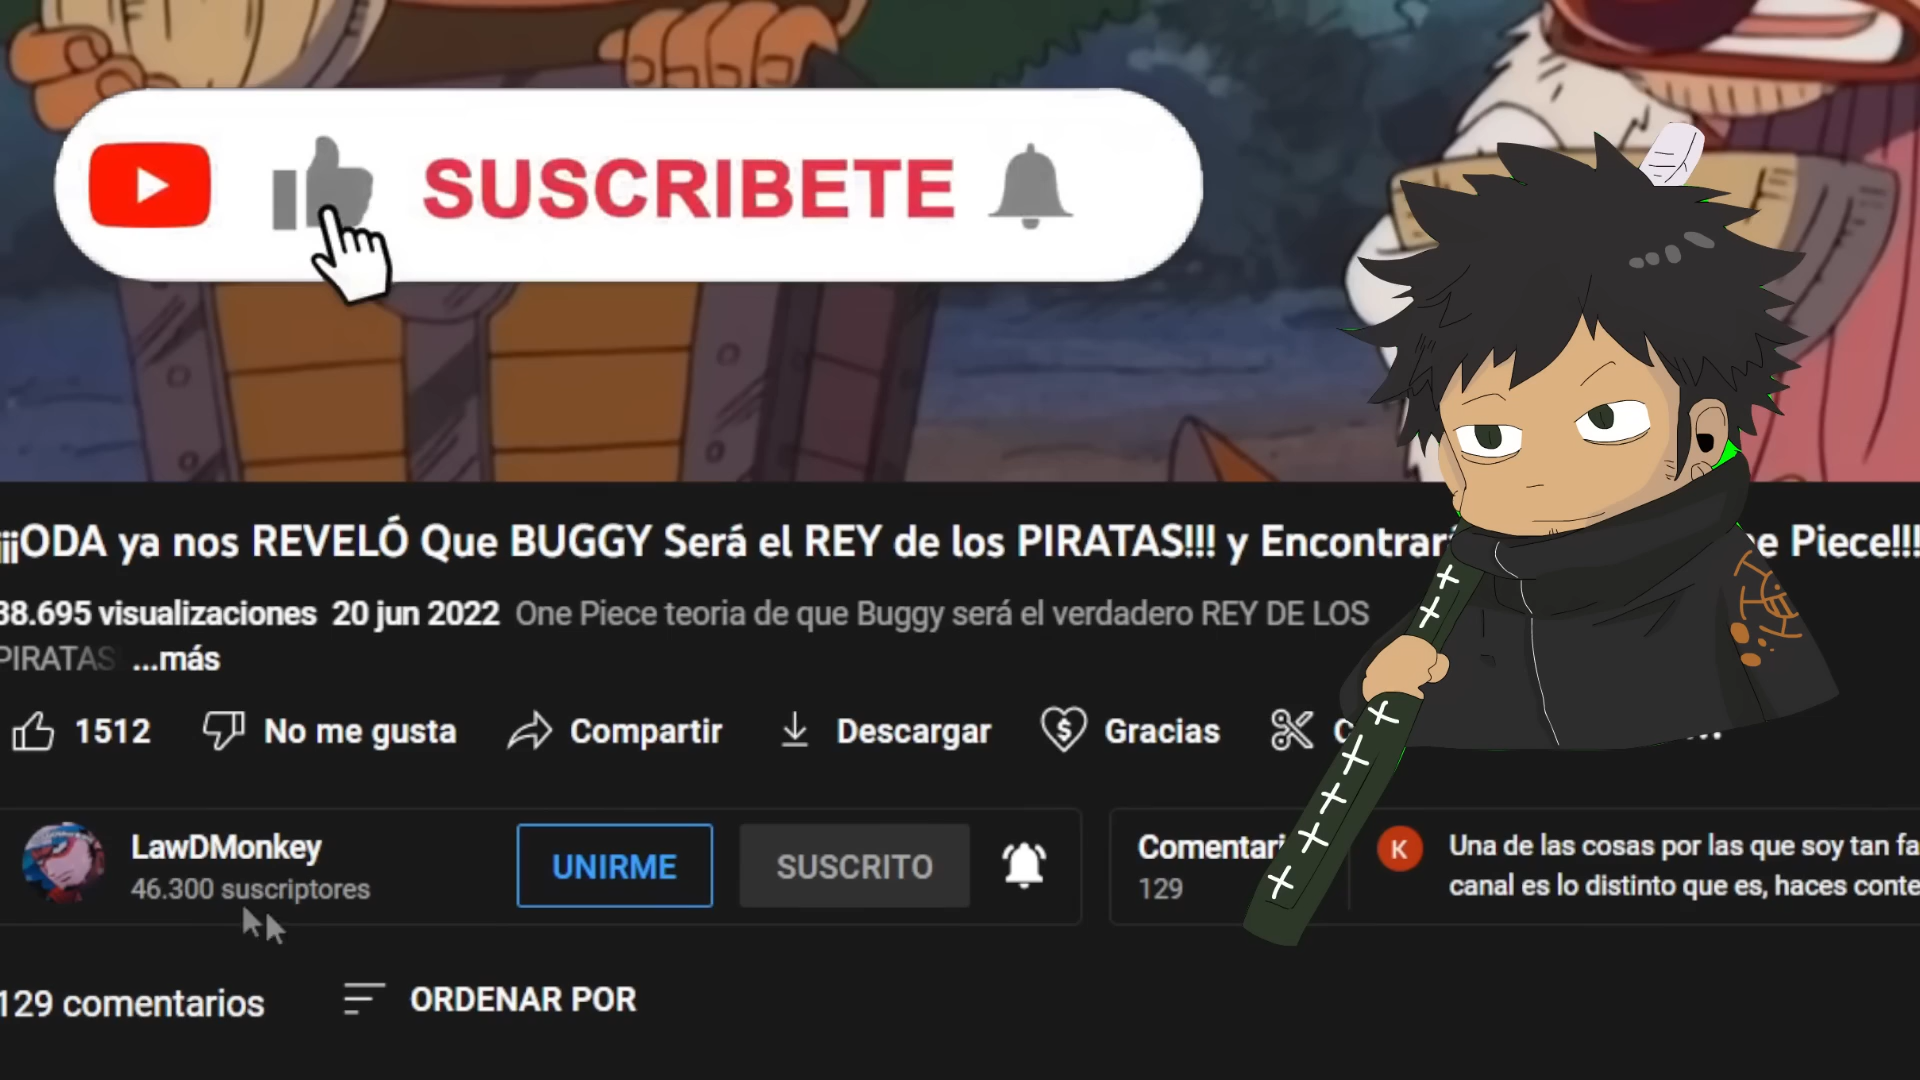 SUSCRIBETE
¡¡¡ODA ya nos REVELÓ Que BUGGY Será el REY de los PIRATAS!!! y Encontrar Piece!!!
38.695 visualizaciones 20 jun 2022 One Piece teoria de que Buggy será el verdadero REY DE LOS
PIRATAS ...más
1512 No me gusta Compartir Descargar Gracias
LawDMonkey
46.300 suscriptores
UNIRME SUSCRITO
Comentari
129
K
Una de las cosas por las que soy tan fa
canal es lo distinto que es, haces conte
129 comentarios ORDENAR POR